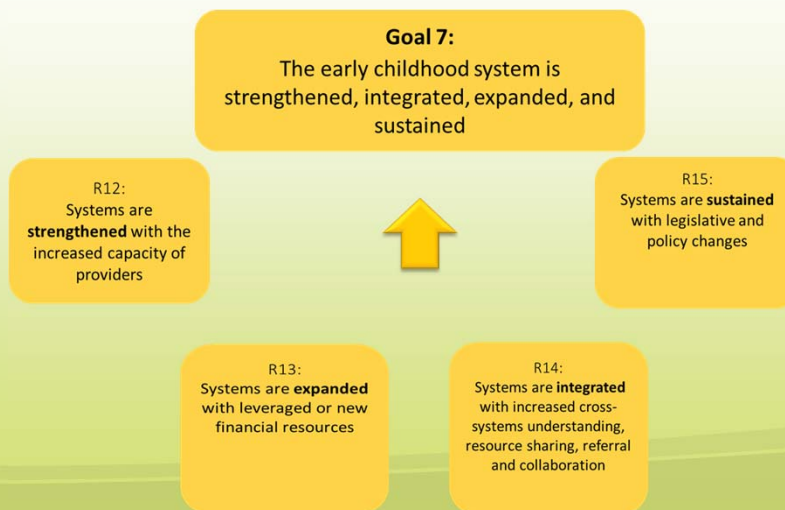 Goal 7:
The early childhood system is
strengthened, integrated, expanded, and
sustained
R12:
Systems are
strengthened with the
increased capacity of
providers
R15:
Systems are sustained
with legislative and
policy changes
R13:
Systems are expanded
with leveraged or new
financial resources
R14:
Systems are integrated
with increased cross-
systems understanding,
resource sharing, referral
and collaboration